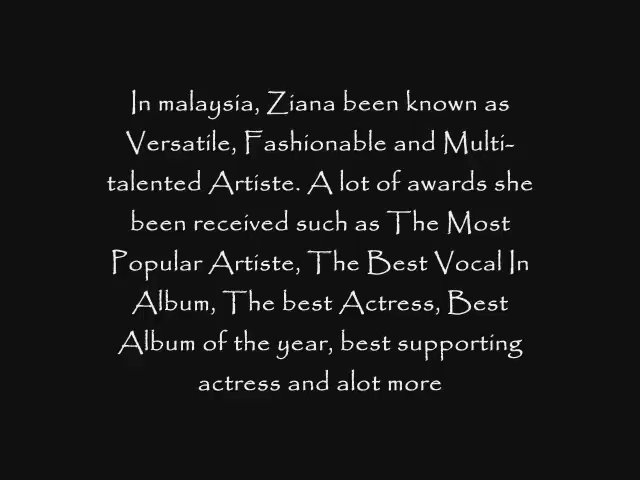 In malaysia, Ziana been known as
Versatile, Fashionable and Multi-
talented Artiste. A lot of awards she
been received such as The Most
Popular Artiste, The Best Vocal In
Album, The best Actress, Best
Album of the year, best supporting
actress and alot more